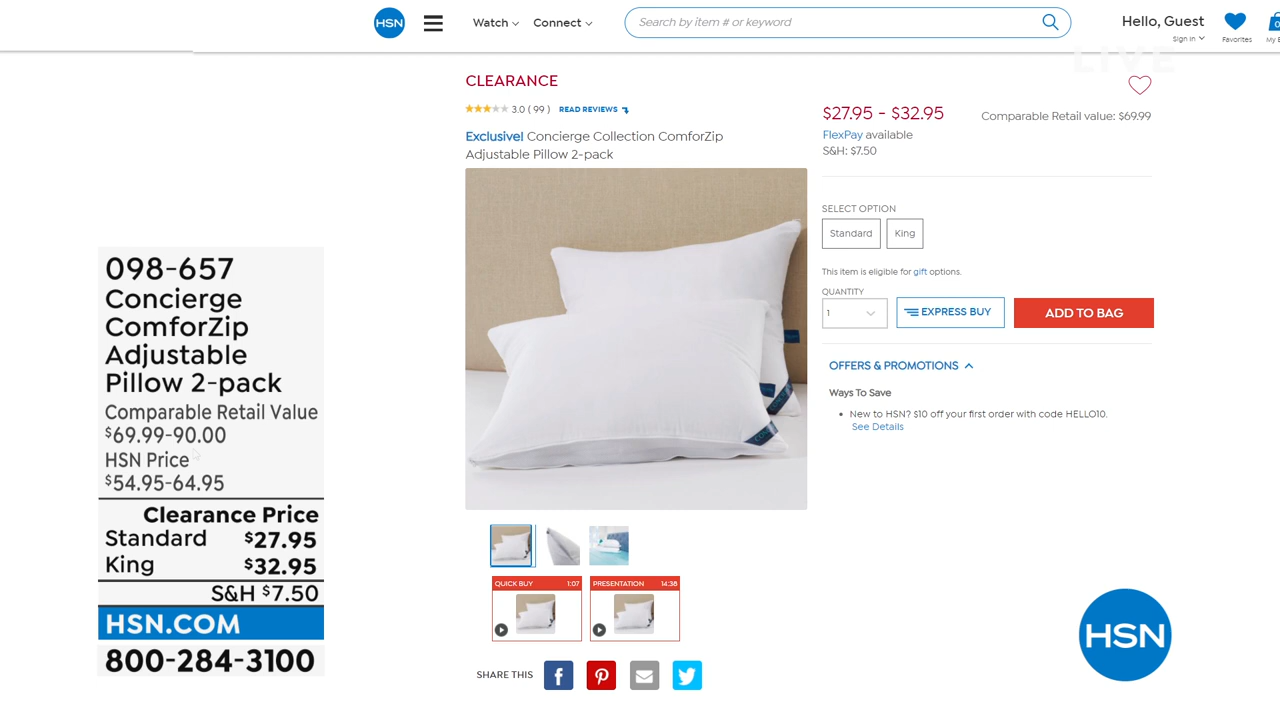 HSN
Watch
Connect
Search by item # or keyword
Hello, Guest
Sign In
Favorites
0
My
LIVE
CLEARANCE
3.0 ( 99 )
READ REVIEWS
Exclusive! Concierge Collection ComforZip
Adjustable Pillow 2-pack
$27.95 - $32.95
Comparable Retail value: $69.99
FlexPay available
S&H: $7.50
SELECT OPTION
Standard
King
This item is eligible for gift options.
QUANTITY
1
EXPRESS BUY
ADD TO BAG
OFFERS & PROMOTIONS
Ways To Save
New to HSN? $10 off your first order with code HELLO10.
See Details
098-657
Concierge
ComforZip
Adjustable
Pillow 2-pack
Comparable Retail Value
$69.99-90.00
HSN Price
$54.95-64.95
Clearance Price
Standard $27.95
King $32.95
S&H $7.50
HSN.COM
800-284-3100
QUICK BUY 1:07
PRESENTATION 14:38
SHARE THIS
HSN